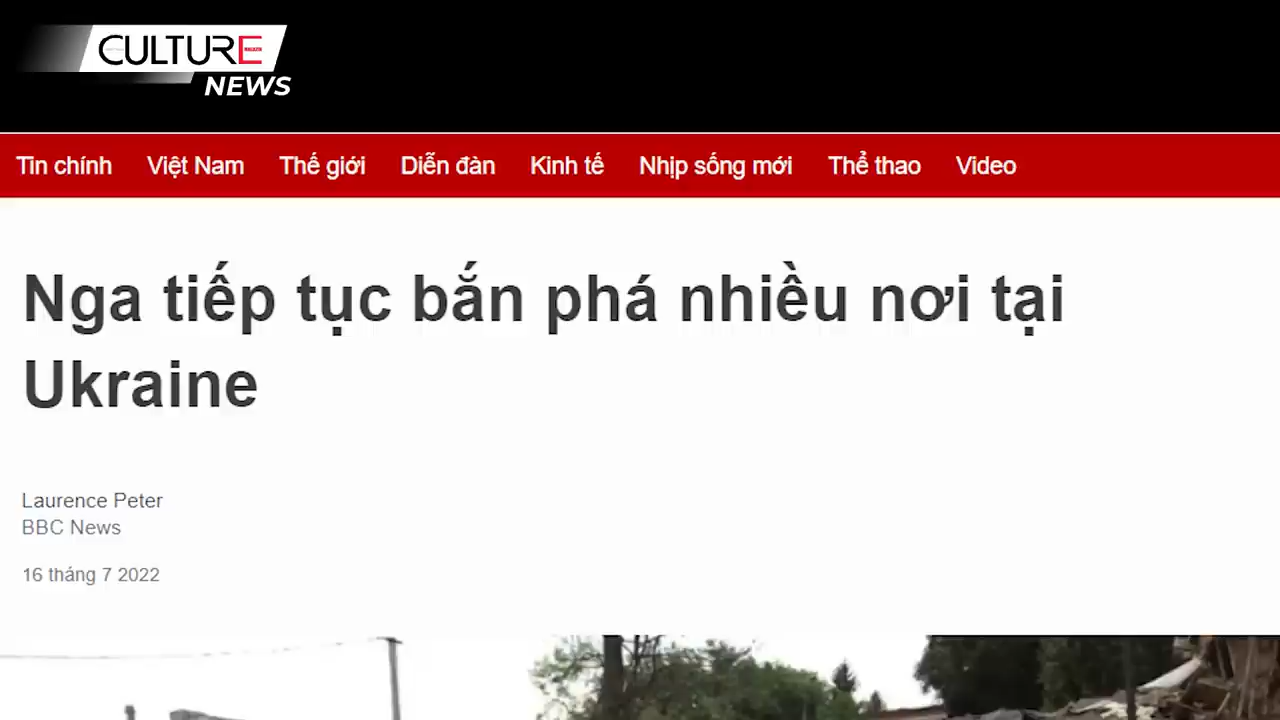 CULTURE
NEWS
Tin chính Việt Nam Thế giới Diễn đàn Kinh tế Nhịp sống mới Thể thao Video
Nga tiếp tục bắn phá nhiều nơi tại
Ukraine
Laurence Peter
BBC News
16 tháng 7 2022